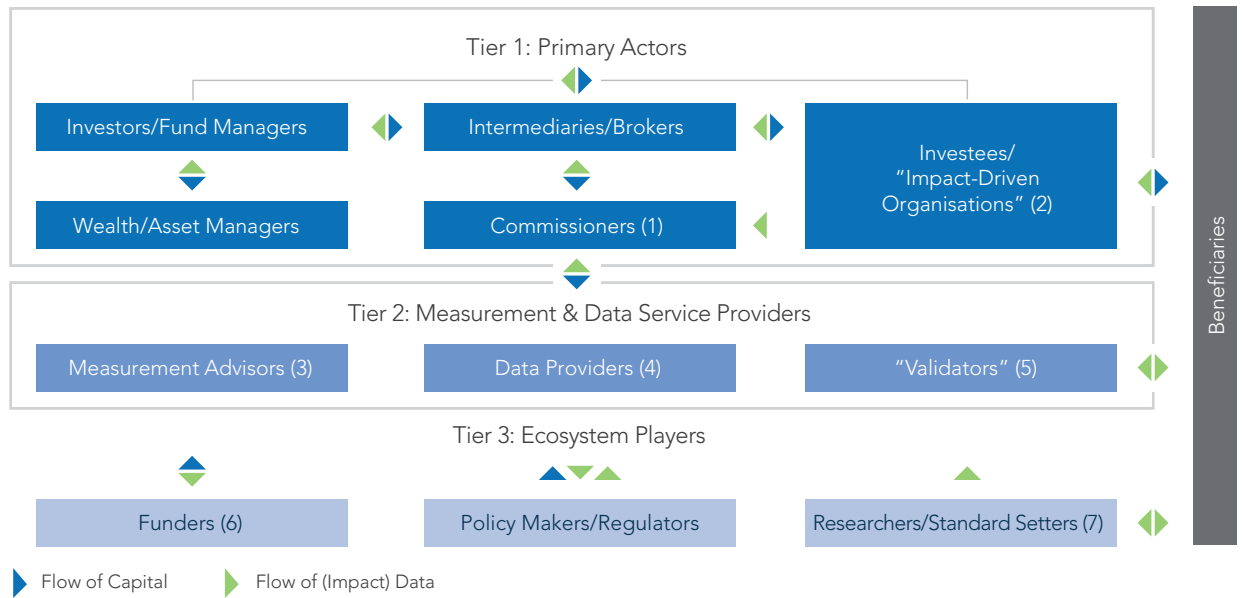 Tier 1: Primary Actors
Investors/Fund Managers
Intermediaries/Brokers
Investees/
“Impact-Driven
Organisations” (2)
Wealth/Asset Managers
Commissioners (1)
Tier 2: Measurement & Data Service Providers
Measurement Advisors (3)
Data Providers (4)
“Validators” (5)
Tier 3: Ecosystem Players
Funders (6)
Policy Makers/Regulators
Researchers/Standard Setters (7)
Beneficiaries
Flow of Capital
Flow of (Impact) Data